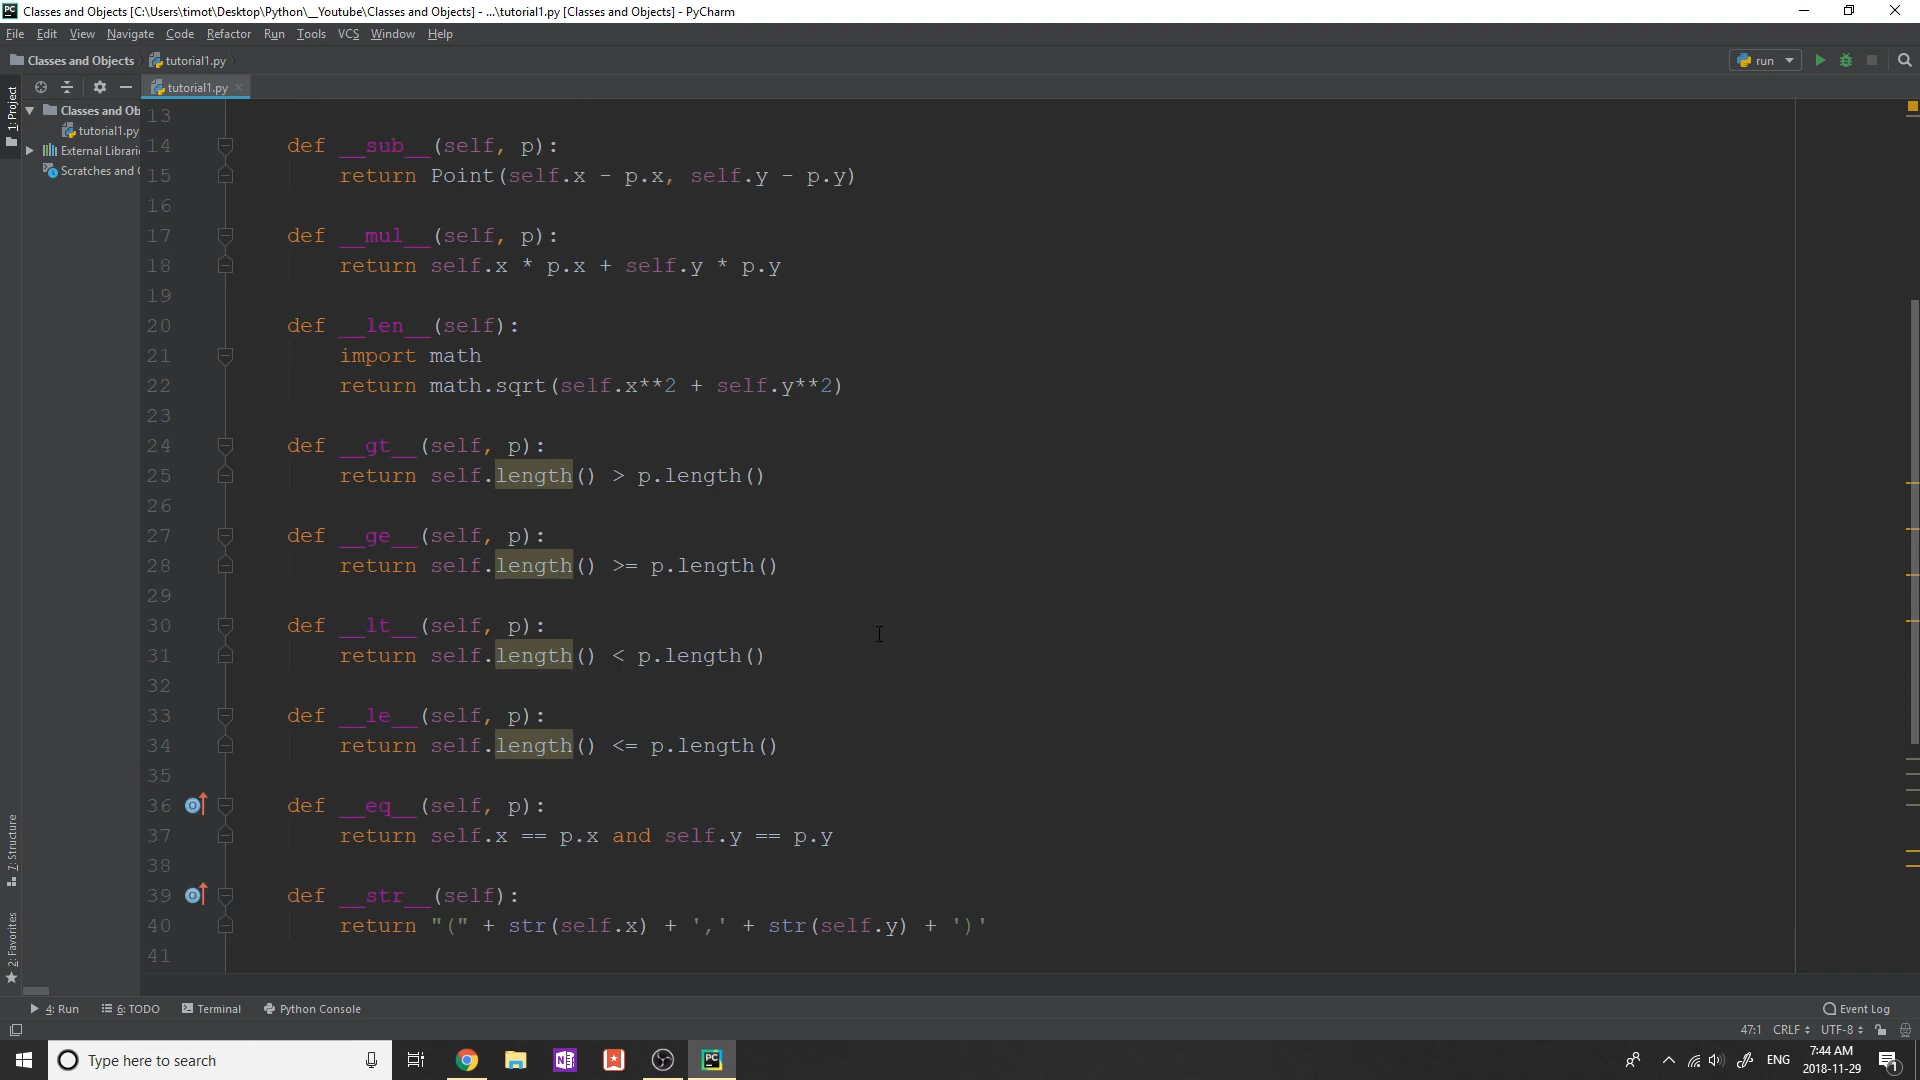 Classes and Objects [C:\Users\timot\Desktop\Python\__Youtube\Classes and Objects] - ...\tutorial1.py [Classes and Objects] - PyCharm
File Edit View Navigate Code Refactor Run Tools VCS Window Help
Classes and Objects tutorial1.py run
1: Project
tutorial1.py
Classes and Ob
tutorial1.py
External Librarie
Scratches and
13
14 def __sub__(self, p):
15 return Point(self.x - p.x, self.y - p.y)
16
17 def __mul__(self, p):
18 return self.x * p.x + self.y * p.y
19
20 def __len__(self):
21 import math
22 return math.sqrt(self.x**2 + self.y**2)
23
24 def __gt__(self, p):
25 return self.length() > p.length()
26
27 def __ge__(self, p):
28 return self.length() >= p.length()
29
30 def __lt__(self, p):
31 return self.length() < p.length()
32
33 def __le__(self, p):
34 return self.length() <= p.length()
35
36 def __eq__(self, p):
37 return self.x == p.x and self.y == p.y
38
39 def __str__(self):
40 return "(" + str(self.x) + ',' + str(self.y) + ')'
41
7: Structure
2: Favorites
4: Run 6: TODO Terminal Python Console Event Log
47:1 CRLF UTF-8
Type here to search
ENG
7:44 AM
2018-11-29
1